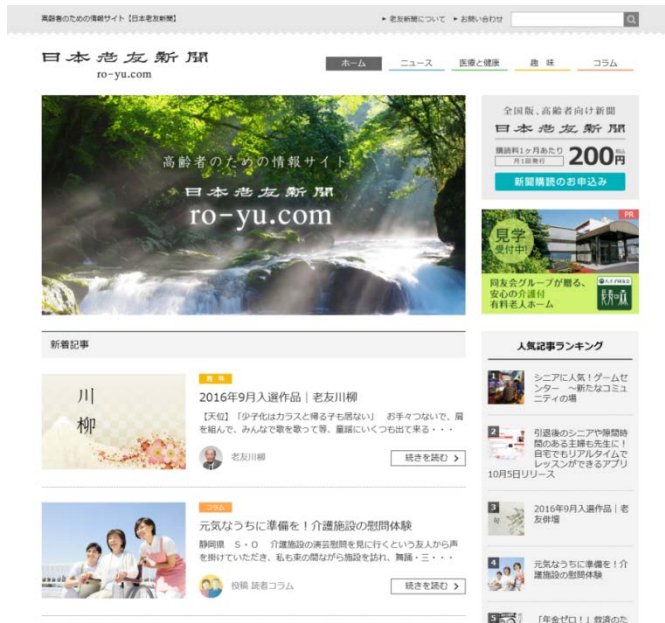 高齢者のための情報サイト【日本老友新聞】
► 老友新聞について ► お問い合わせ
日本老友新聞
ro-yu.com
ホーム ニュース 医療と健康 趣 味 コラム
高齢者のための情報サイト
日本老友新聞
ro-yu.com
全国版、高齢者向け新聞
日本老友新聞
購読料1ヶ月あたり
月1回発行
200円
税込
新聞購読のお申込み
PR
見学
受付中!
同友会グループが贈る、
安心の介護付
有料老人ホーム
新着記事
趣 味
川柳
2016年9月入選作品│老友川柳
【天位】「少子化はカラスと帰る子も居ない」 お手々つないで、肩
を組んで、みんなで歌を歌って等、童謡にいくつも出て来る・・・
老友川柳
続きを読む
コラム
元気なうちに準備を!介護施設の慰問体験
静岡県 S・O 介護施設の演芸慰問を見に行くという友人から声
を掛けていただき、私も束の間ながら施設を訪れ、舞踊・三・・・
投稿 読者コラム
続きを読む
人気記事ランキング
1
シニアに人気!ゲームセ
ンター ～新たなコミュ
ニティの場
2
引退後のシニアや隙間時
間のある主婦も先生に!
自宅でもリアルタイムで
レッスンができるアプリ
10月5日リリース
3
2016年9月入選作品│老
友俳壇
4
元気なうちに準備を!介
護施設の慰問体験
5
「年金ゼロ!」救済のた